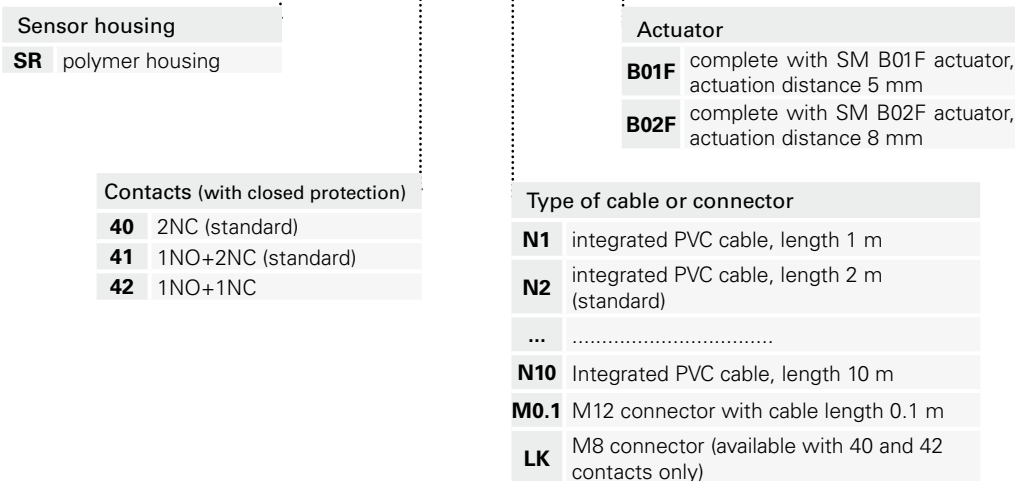 Sensor housing
SR polymer housing
Actuator
B01F complete with SM B01F actuator,
actuation distance 5 mm
B02F complete with SM B02F actuator,
actuation distance 8 mm
Contacts (with closed protection)
40 2NC (standard)
41 1NO+2NC (standard)
42 1NO+1NC
Type of cable or connector
N1 integrated PVC cable, length 1 m
N2 integrated PVC cable, length 2 m
(standard)
... ..................................
N10 Integrated PVC cable, length 10 m
M0.1 M12 connector with cable length 0.1 m
LK M8 connector (available with 40 and 42
contacts only)